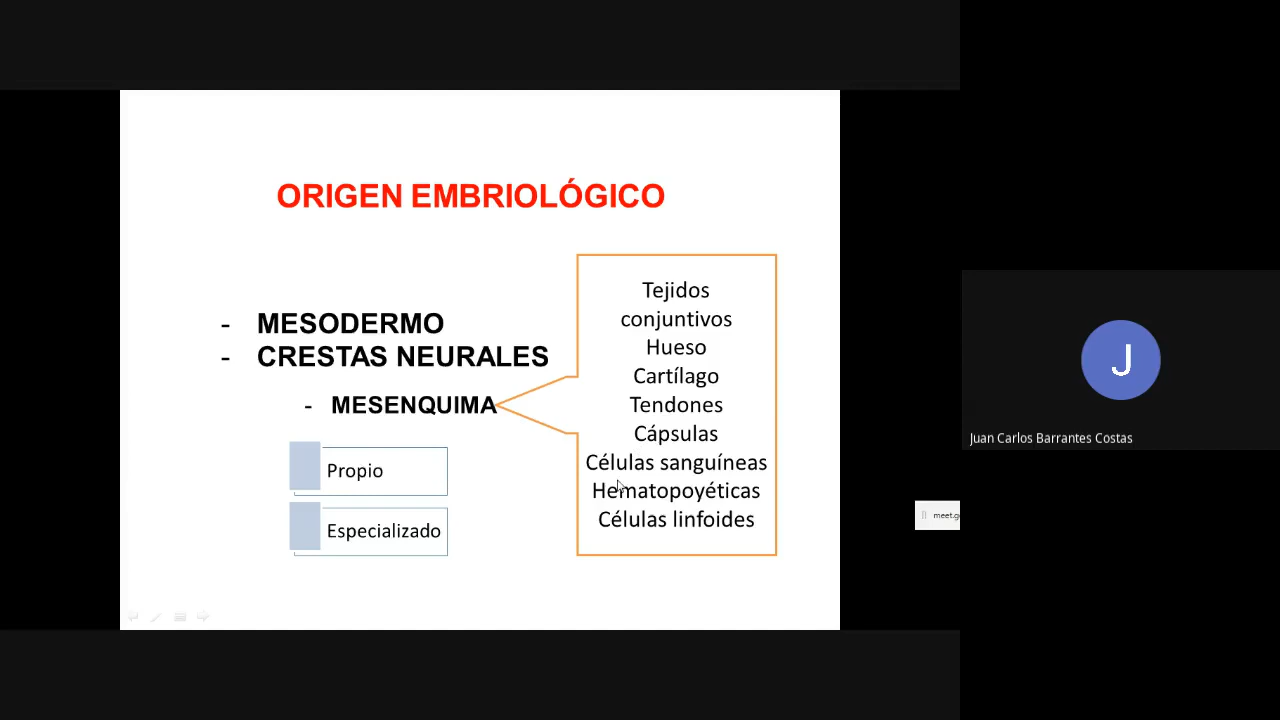 ORIGEN EMBRIOLÓGICO
- MESODERMO
- CRESTAS NEURALES
- MESENQUIMA
Propio
Especializado
Tejidos
conjuntivos
Hueso
Cartílago
Tendones
Cápsulas
Células sanguíneas
Hematopoyéticas
Células linfoides
J
Juan Carlos Barrantes Costas